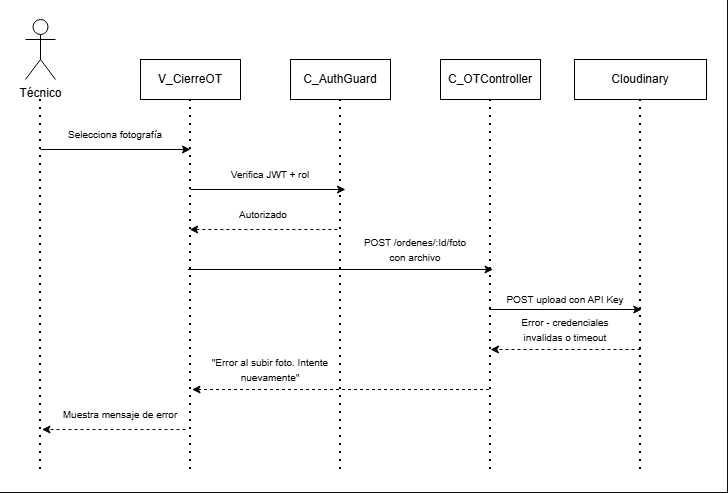 Técnico
V_CierreOT
C_AuthGuard
C_OTController
Cloudinary
Selecciona fotografía
Verifica JWT + rol
Autorizado
POST /ordenes/:Id/foto
con archivo
POST upload con API Key
Error - credenciales
invalidas o timeout
"Error al subir foto. Intente
nuevamente"
Muestra mensaje de error